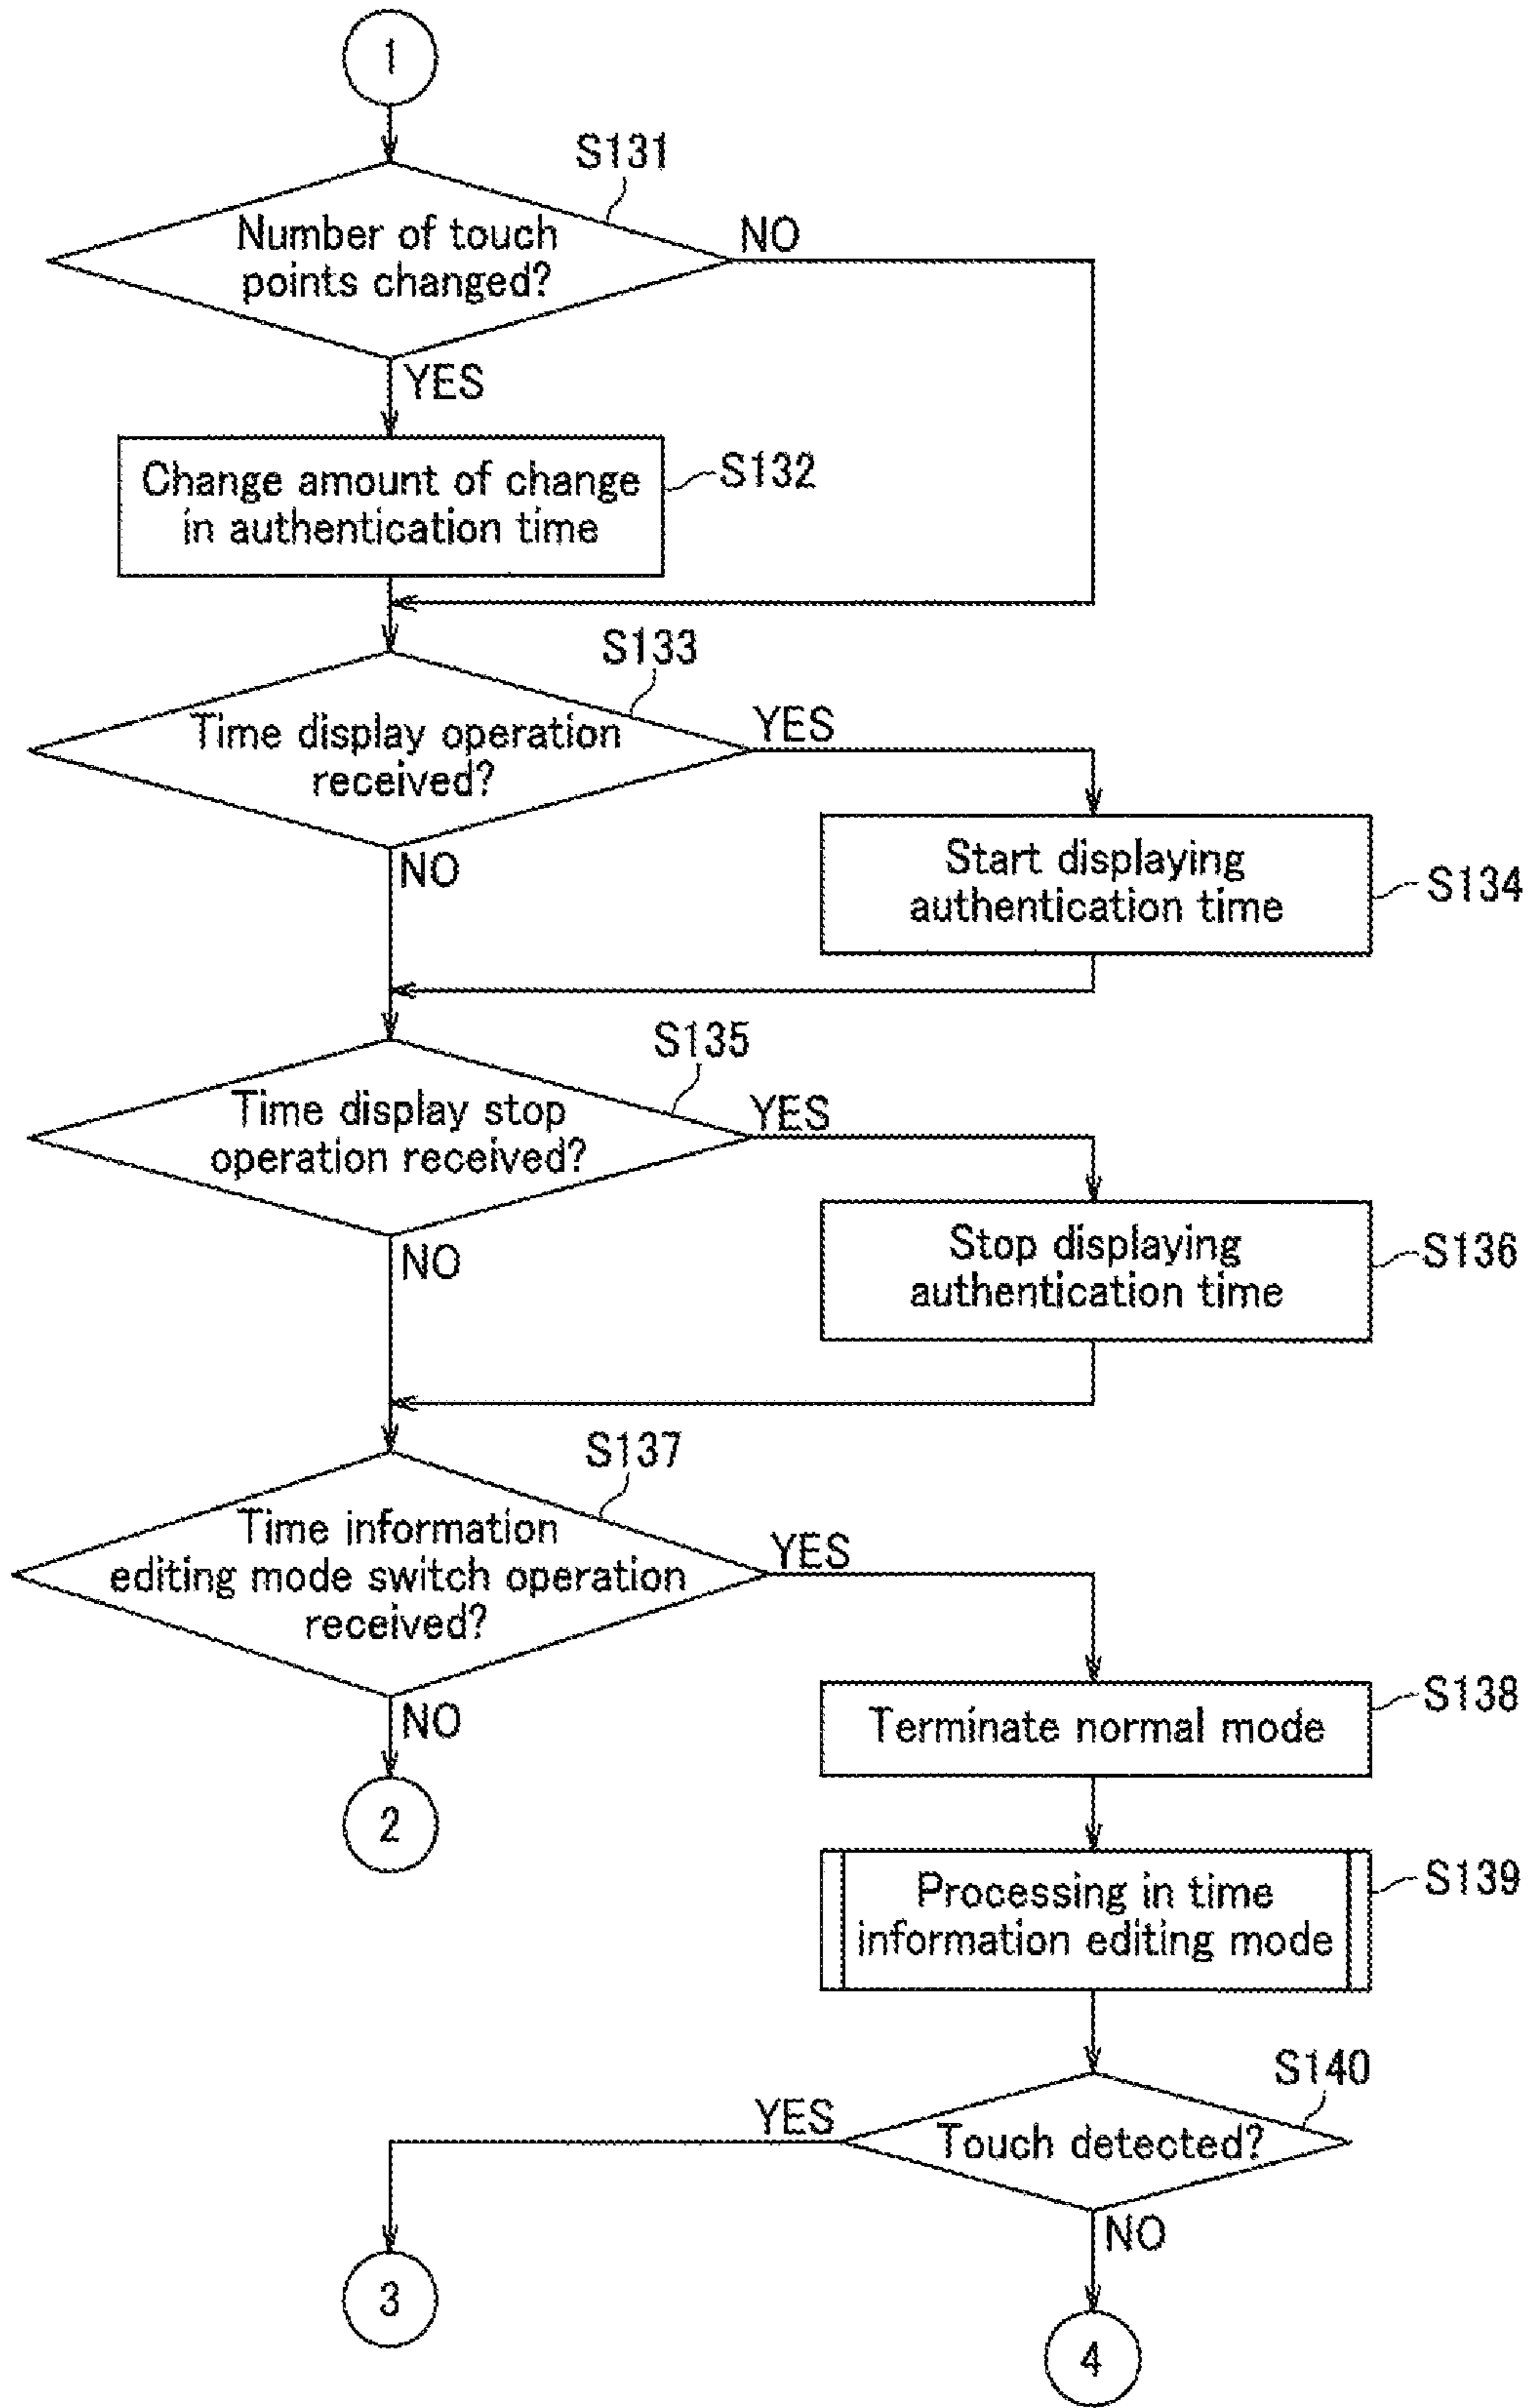 1
S131
Number of touch
points changed?
NO
YES
Change amount of change
in authentication time
S132
S133
Time display operation
received?
YES
NO
Start displaying
authentication time
S134
S135
Time display stop
operation received?
YES
NO
Stop displaying
authentication time
S136
S137
Time information
editing mode switch operation
received?
YES
NO
2
Terminate normal mode
S138
Processing in time
information editing mode
S139
S140
Touch detected?
YES
NO
3
4